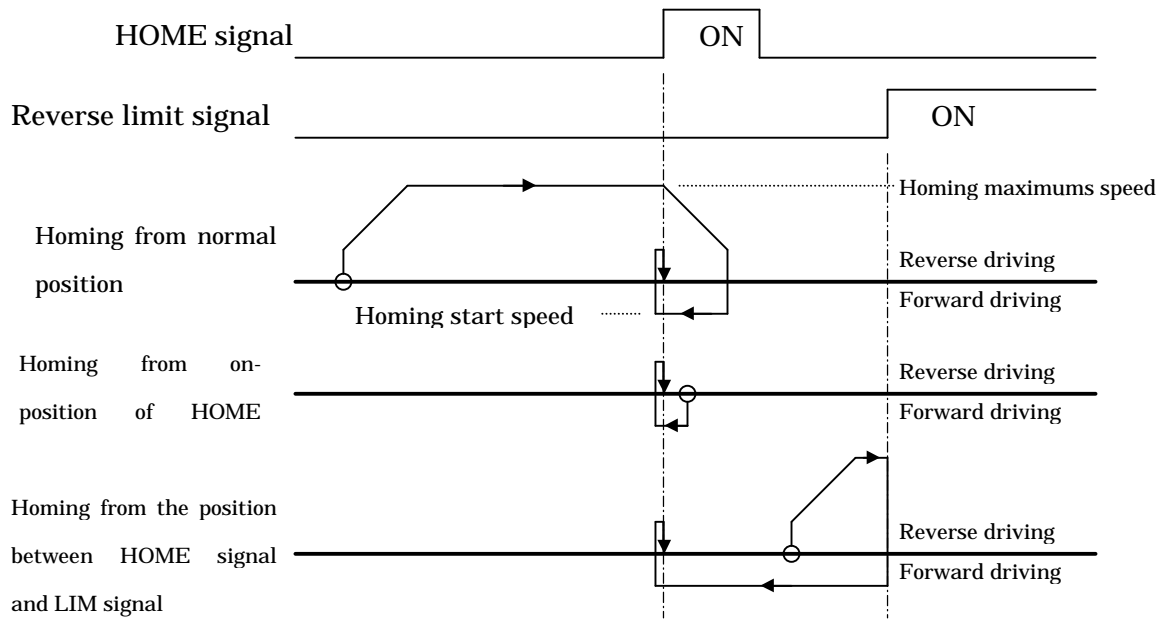 HOME signal
ON
Reverse limit signal
ON
Homing maximums speed
Homing from normal
position
Reverse driving
Forward driving
Homing start speed
Homing from on-
position of HOME
Reverse driving
Forward driving
Homing from the position
between HOME signal
and LIM signal
Reverse driving
Forward driving